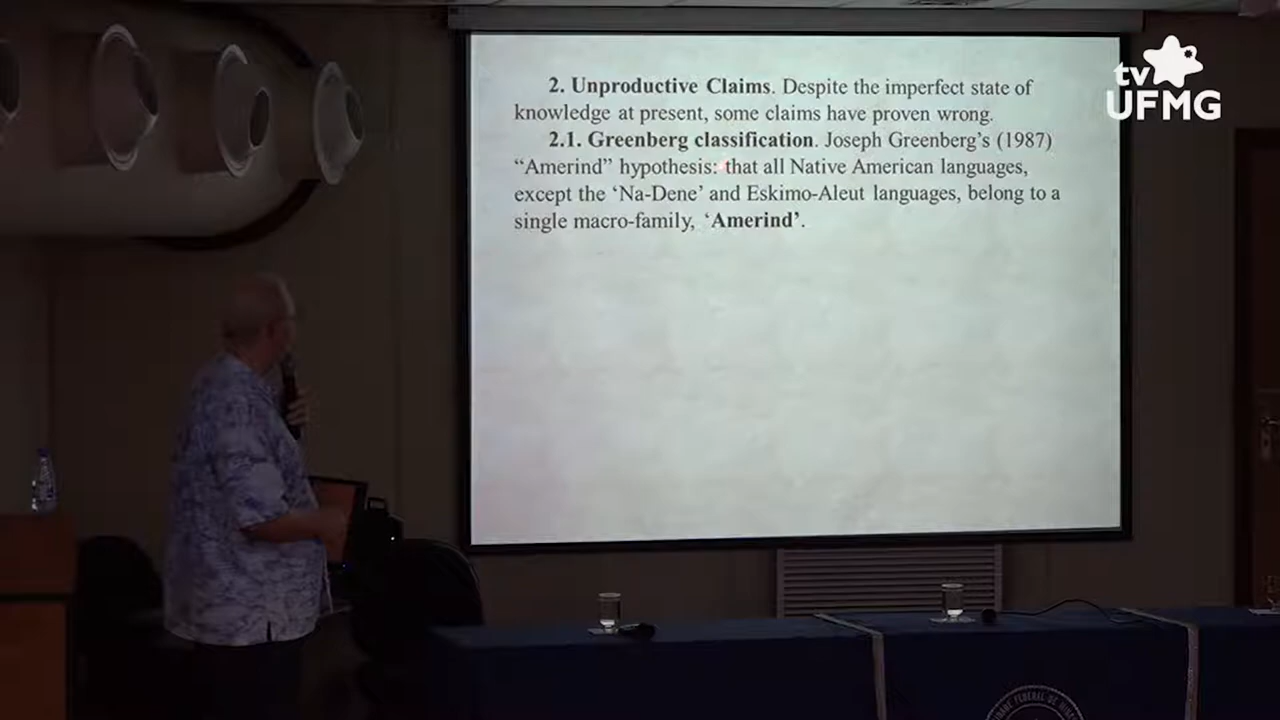 2. Unproductive Claims. Despite the imperfect state of
knowledge at present, some claims have proven wrong.
2.1. Greenberg classification. Joseph Greenberg’s (1987)
“Amerind” hypothesis: that all Native American languages,
except the ‘Na-Dene’ and Eskimo-Aleut languages, belong to a
single macro-family, ‘Amerind’.
tv
UFMG